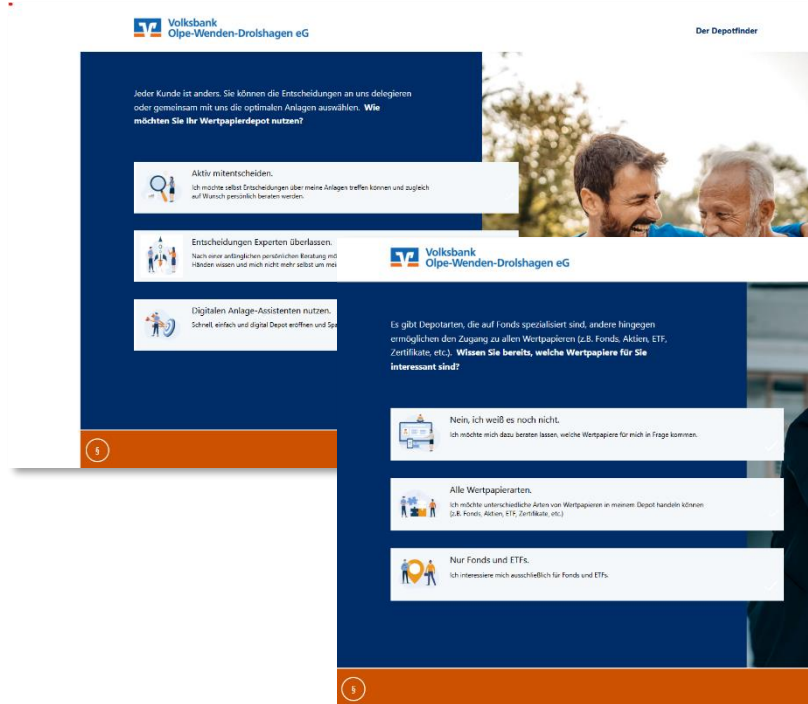 Volksbank
Olpe-Wenden-Drolshagen eG
Der Depotfinder
Jeder Kunde ist anders. Sie können die Entscheidungen an uns delegieren
oder gemeinsam mit uns die optimalen Anlagen auswählen. Wie
möchten Sie Ihr Wertpapierdepot nutzen?
Aktiv mitentscheiden.
Ich möchte selbst Entscheidungen über meine Anlagen treffen können und zugleich
auf Wunsch persönlich beraten werden.
Entscheidungen Experten überlassen.
Nach einer anfänglichen persönlichen Beratung
Händen wissen und mich nicht mehr selbst um
Digitalen Anlage-Assistenten nutzen.
Schnell, einfach und digital Depot eröffnen und
§
Volksbank
Olpe-Wenden-Drolshagen eG
Es gibt Depotarten, die auf Fonds spezialisiert sind, andere hingegen
ermöglichen den Zugang zu allen Wertpapieren (z.B. Fonds, Aktien, ETF,
Zertifikate, etc.). Wissen Sie bereits, welche Wertpapiere für Sie
interessant sind?
Nein, ich weiß es noch nicht.
Ich möchte mich dazu beraten lassen, welche Wertpapiere für mich in Frage kommen.
Alle Wertpapierarten.
Ich möchte unterschiedliche Arten von Wertpapieren in meinem Depot handeln können
(z.B. Fonds, Aktien, ETF, Zertifikate, etc.)
Nur Fonds und ETFs.
Ich interessiere mich ausschließlich für Fonds und ETFs.
§